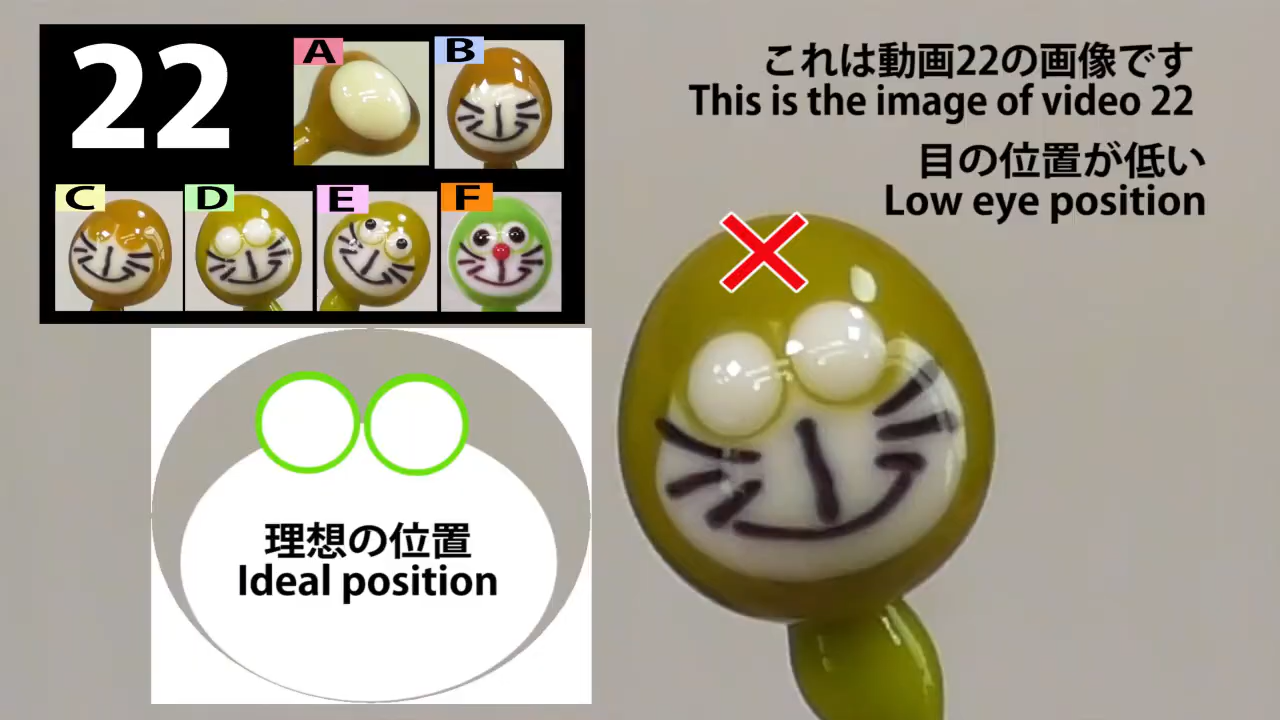 22
A
B
C
D
E
F
これは動画22の画像です
This is the image of video 22
目の位置が低い
Low eye position
理想の位置
Ideal position